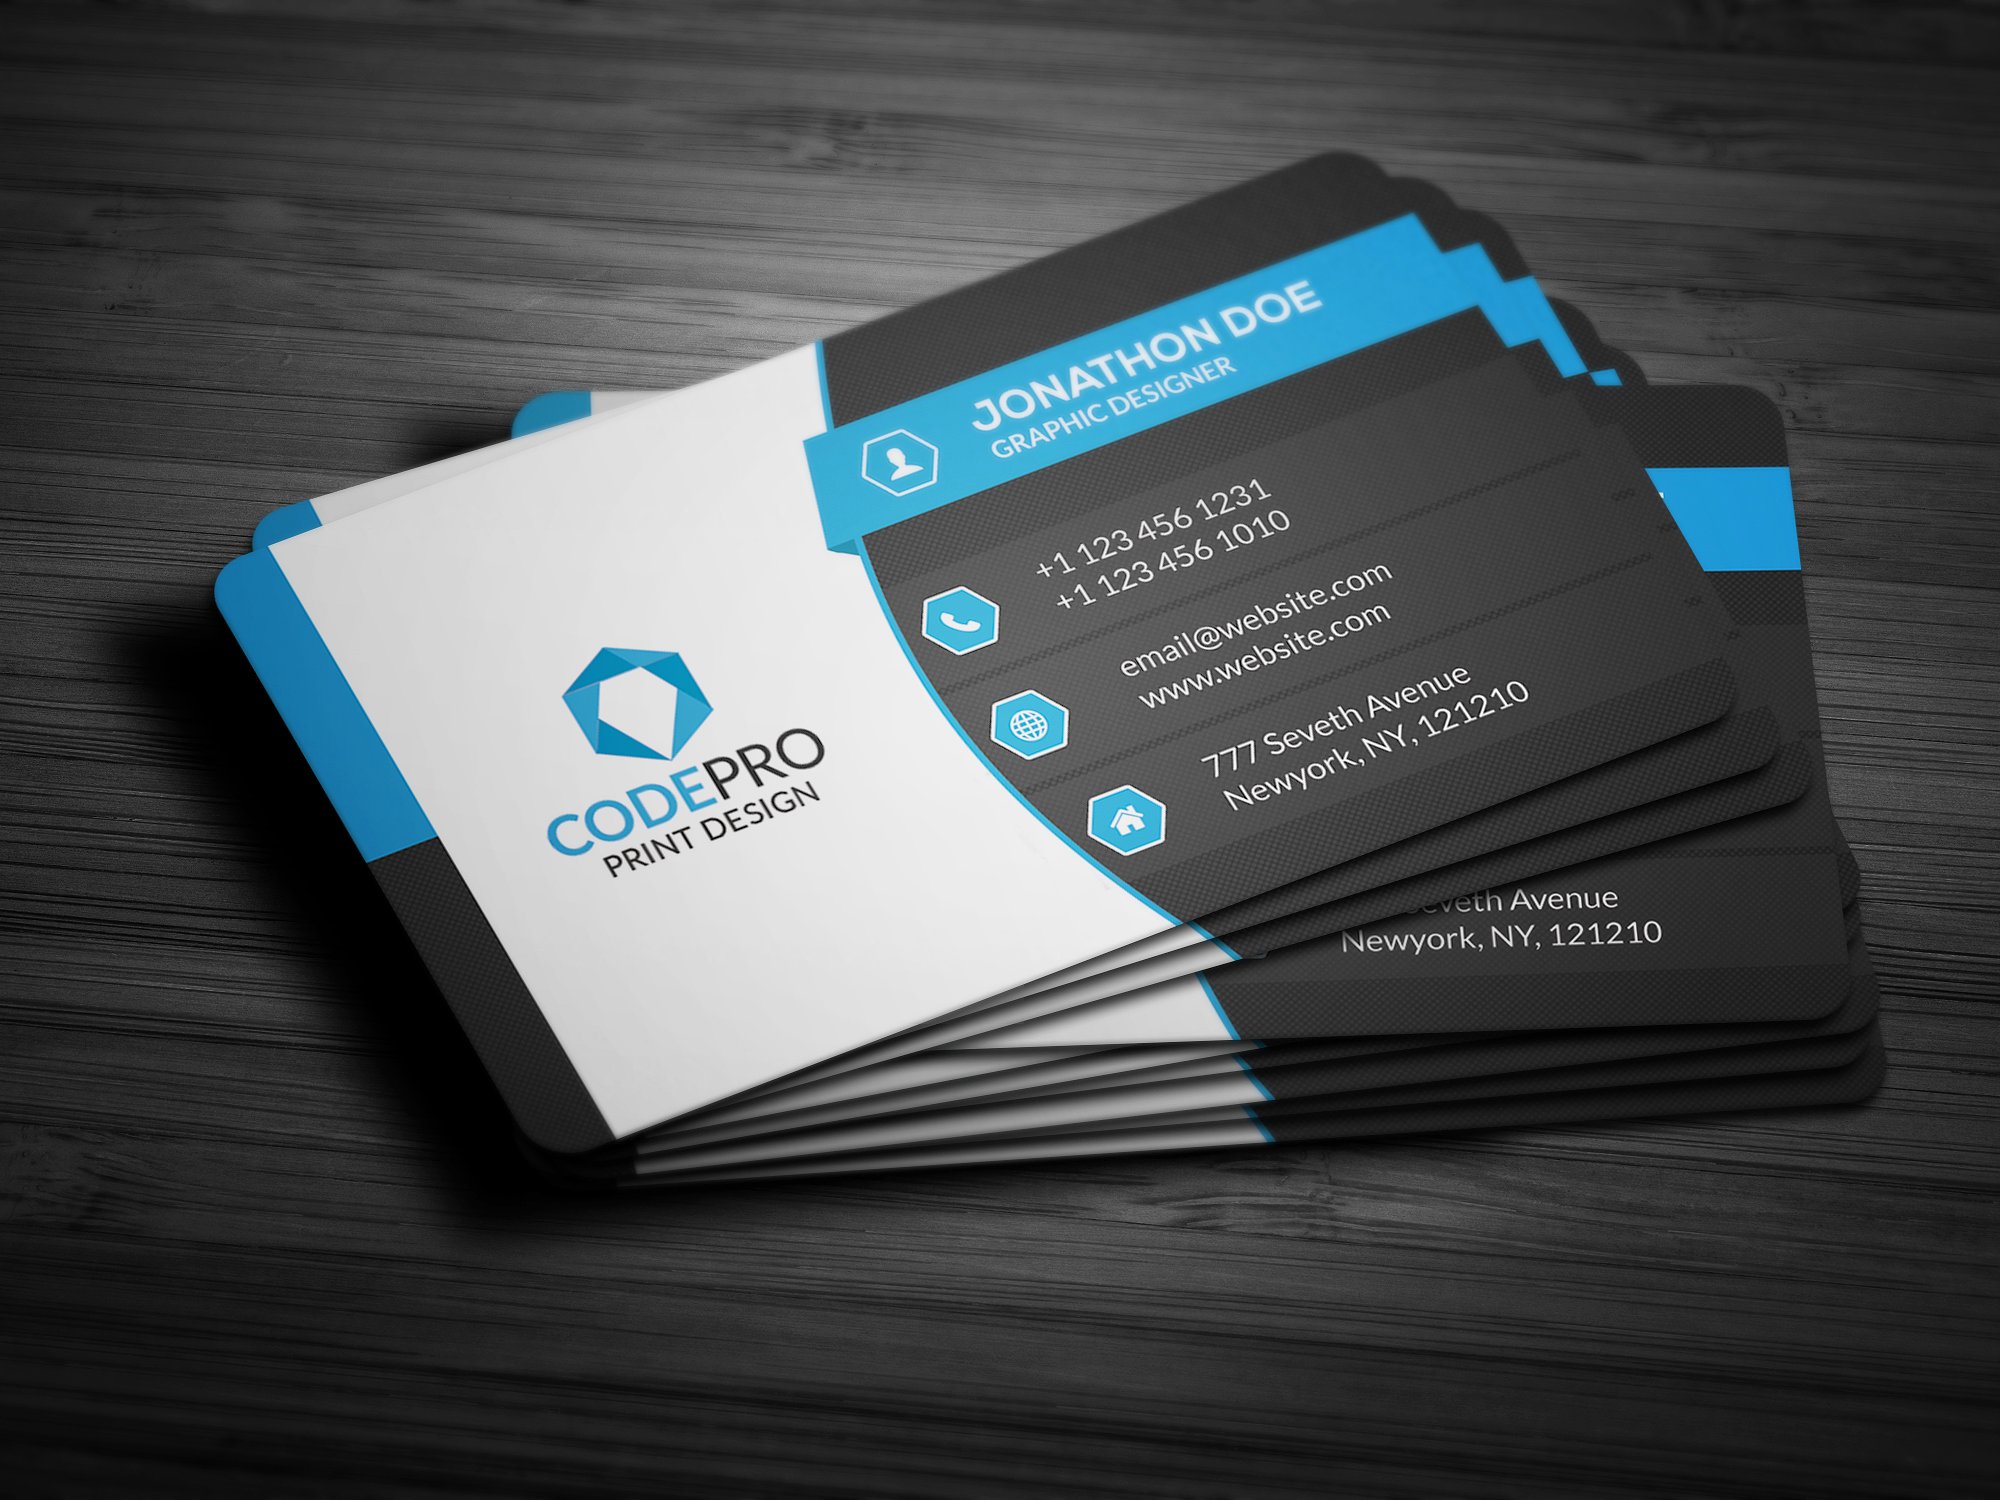 JONATHON DOE
GRAPHIC DESIGNER
+1 123 456 1231
+1 123 456 1010
email@website.com
www.website.com
777 Seveth Avenue
Newyork, NY, 121210
CODEPRO
PRINT DESIGN
Avenue
Newyork, NY, 121210